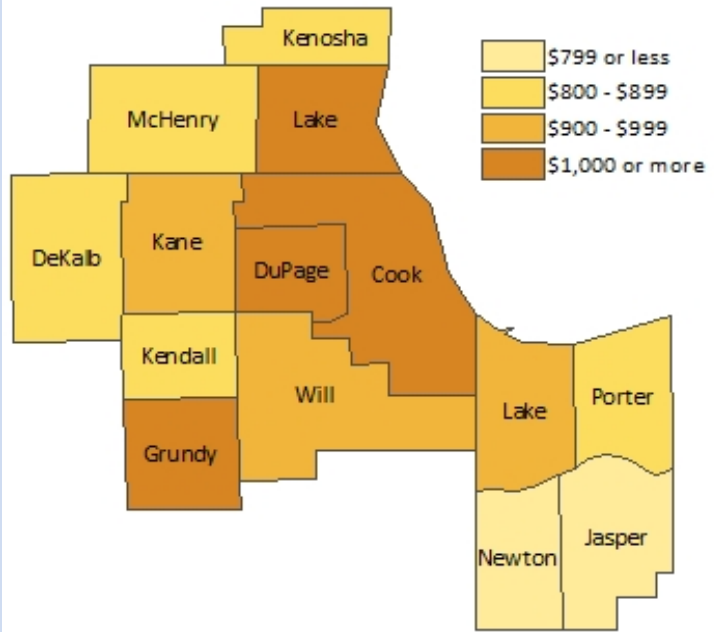 Kenosha
$799 or less
$800 - $899
$900 - $999
$1,000 or more
McHenry
Lake
DeKalb
Kane
DuPage
Cook
Kendall
Will
Lake
Porter
Grundy
Newton
Jasper